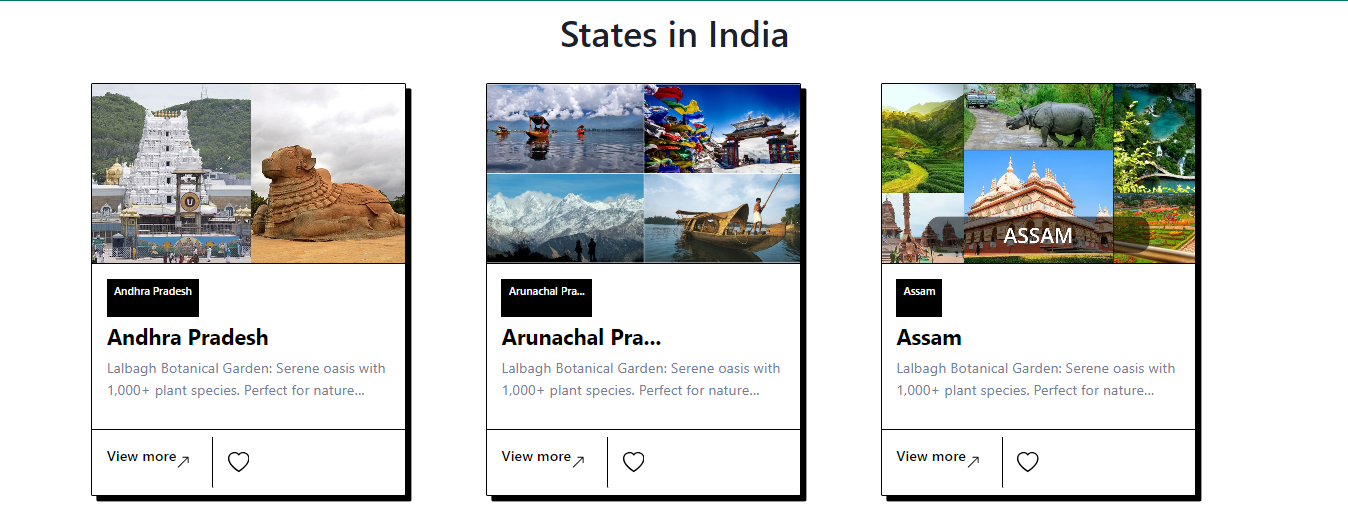 States in India
ASSAM
Andhra Pradesh
Andhra Pradesh
Lalbagh Botanical Garden: Serene oasis with
1,000+ plant species. Perfect for nature...
View more
Arunachal Pra...
Arunachal Pra...
Lalbagh Botanical Garden: Serene oasis with
1,000+ plant species. Perfect for nature...
View more
Assam
Assam
Lalbagh Botanical Garden: Serene oasis with
1,000+ plant species. Perfect for nature...
View more